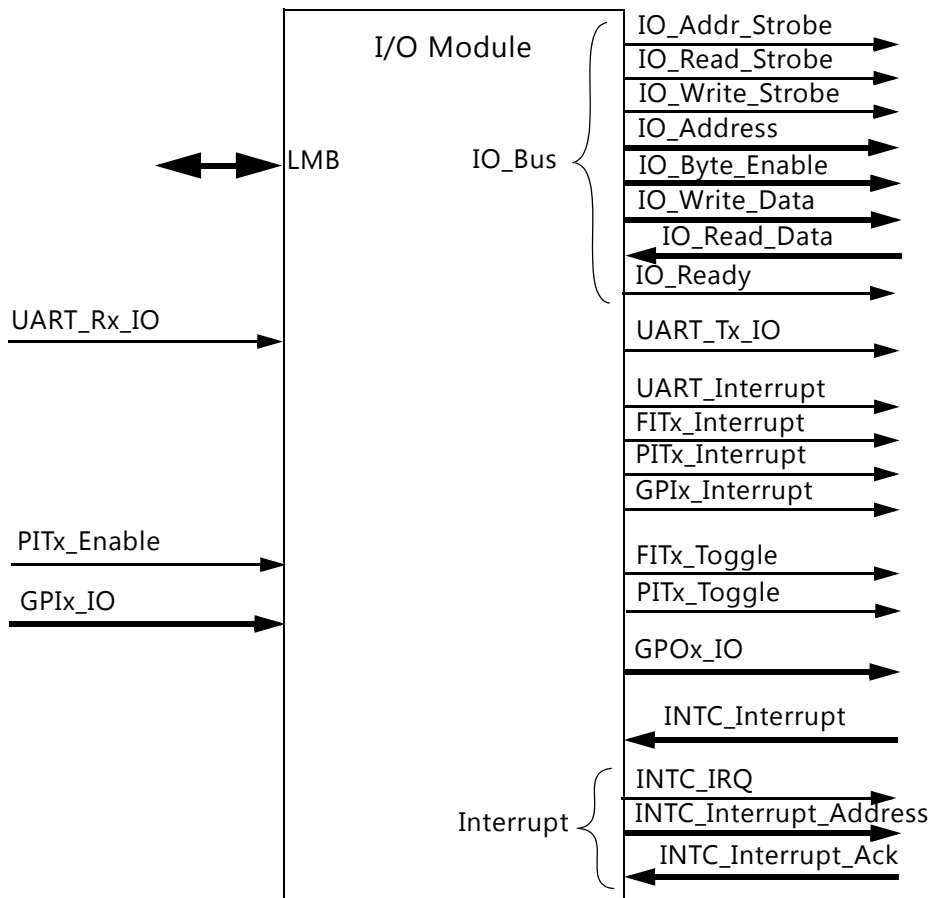 I/O Module
IO_Addr_Strobe
IO_Read_Strobe
IO_Write_Strobe
IO_Address
LMB
IO_Bus
IO_Byte_Enable
IO_Write_Data
IO_Read_Data
IO_Ready
UART_Rx_IO
UART_Tx_IO
UART_Interrupt
FITx_Interrupt
PITx_Interrupt
GPIx_Interrupt
PITx_Enable
FITx_Toggle
GPIx_IO
PITx_Toggle
GPOx_IO
INTC_Interrupt
INTC_IRQ
Interrupt
INTC_Interrupt_Address
INTC_Interrupt_Ack